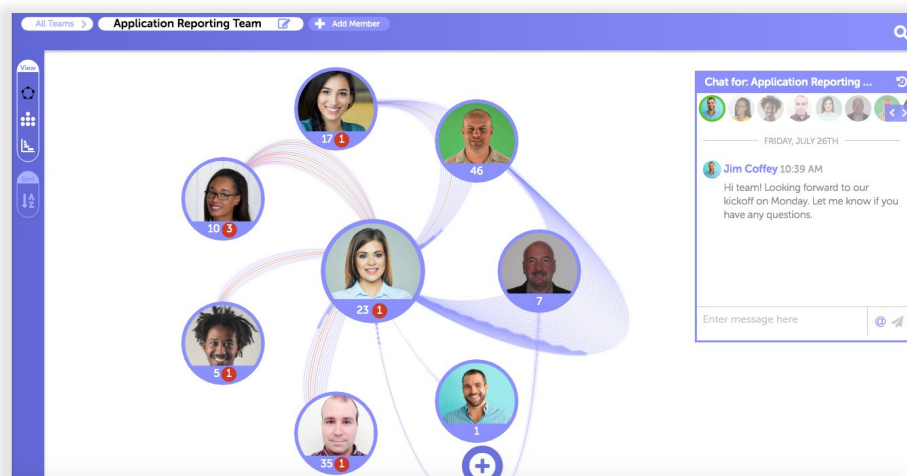 All Teams >
Application Reporting Team
+ Add Member
View
Sort
A
Z
17 1
46
10 3
23 1
7
5 1
1
35 1
Chat for: Application Reporting ...
FRIDAY, JULY 26TH
Jim Coffey 10:39 AM
Hi team! Looking forward to our
kickoff on Monday. Let me know if you
have any questions.
Enter message here
@